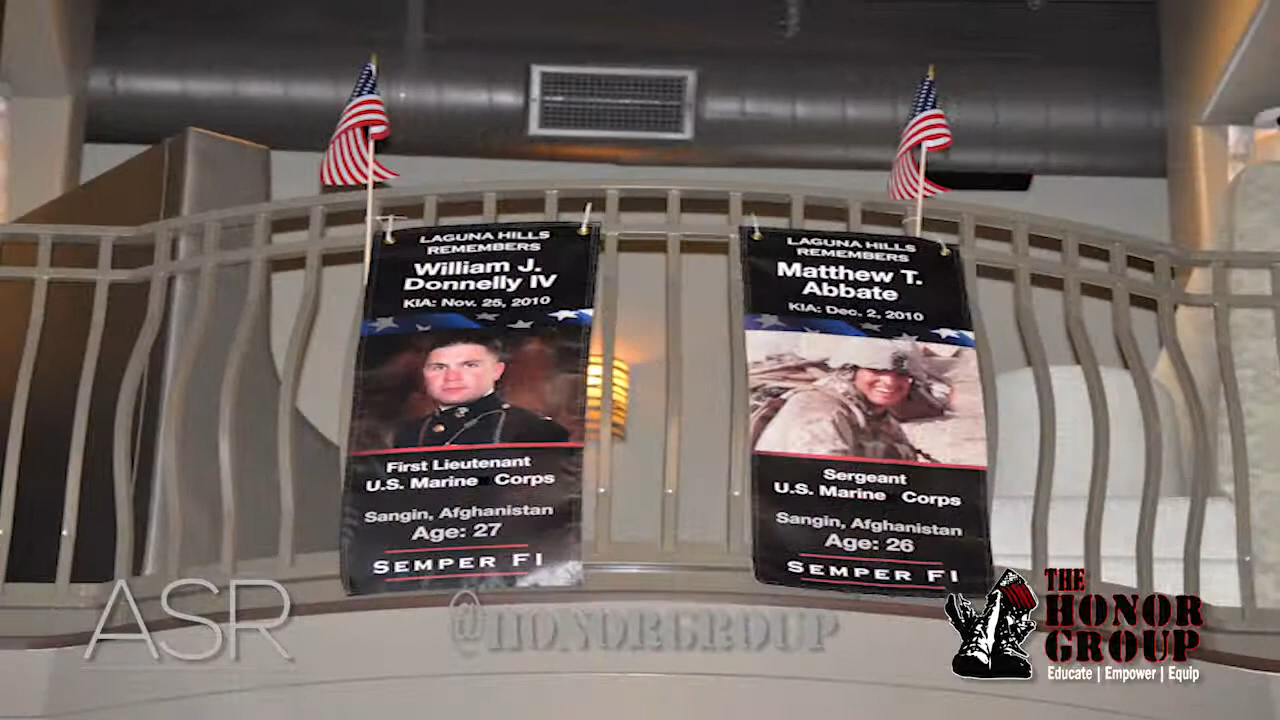 LAGUNA HILLS
REMEMBERS
William J.
Donnelly IV
KIA: Nov. 25, 2010
First Lieutenant
U.S. Marine Corps
Sangin, Afghanistan
Age: 27
SEMPER FI
LAGUNA HILLS
REMEMBERS
Matthew T.
Abbate
KIA: Dec. 2, 2010
Sergeant
U.S. Marine Corps
Sangin, Afghanistan
Age: 26
SEMPER FI
ASR
@HONORGROUP
THE
HONOR
GROUP
Educate | Empower | Equip